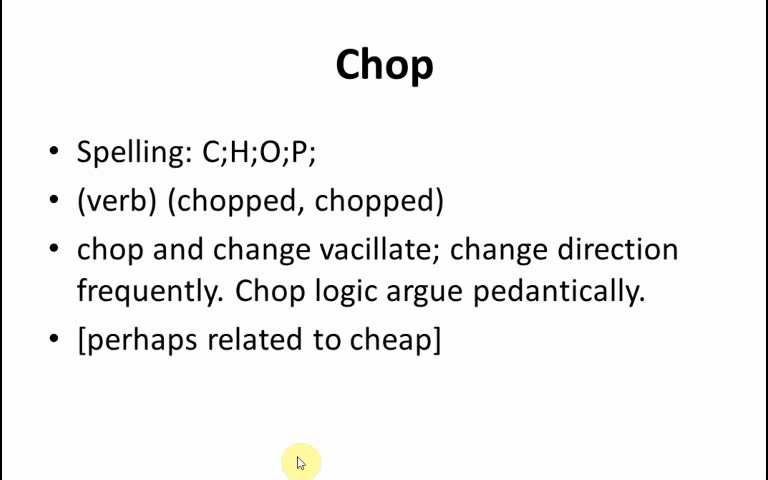 Chop
• Spelling: C;H;O;P;
• (verb) (chopped, chopped)
• chop and change vacillate; change direction
frequently. Chop logic argue pedantically.
• [perhaps related to cheap]